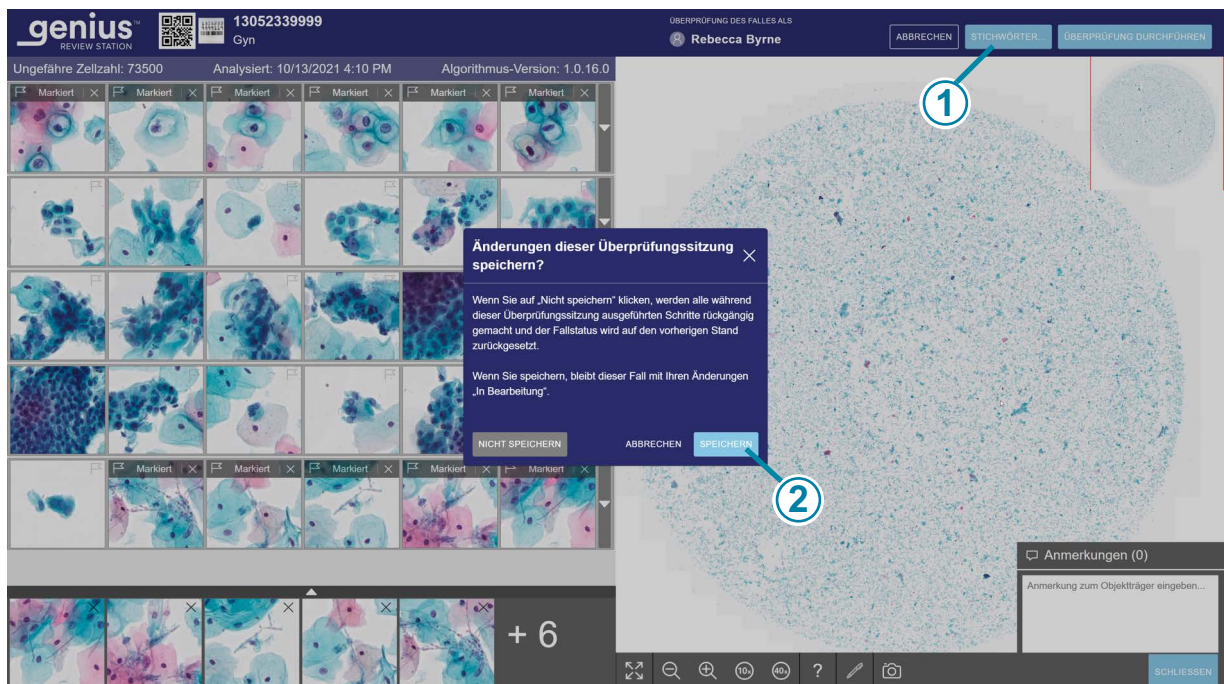 genius™
REVIEW STATION
13052339999
Gyn
ÜBERPRÜFUNG DES FALLES ALS
Rebecca Byrne
ABBRECHEN
STICHWÖRTER...
ÜBERPRÜFUNG DURCHFÜHREN
Ungefähre Zellzahl: 73500
Analysiert: 10/13/2021 4:10 PM
Algorithmus-Version: 1.0.16.0
1
Markiert
Markiert
Markiert
Markiert
Markiert
Markiert
Änderungen dieser Überprüfungssitzung
speichern?
Wenn Sie auf „Nicht speichern“ klicken, werden alle während
dieser Überprüfungssitzung ausgeführten Schritte rückgängig
gemacht und der Fallstatus wird auf den vorherigen Stand
zurückgesetzt.
Wenn Sie speichern, bleibt dieser Fall mit Ihren Änderungen
„In Bearbeitung“.
NICHT SPEICHERN
ABBRECHEN
SPEICHERN
2
Markiert
Markiert
Markiert
Markiert
Markiert
+ 6
Anmerkungen (0)
Anmerkung zum Objektträger eingeben...
10x
40x
?
SCHLIESSEN